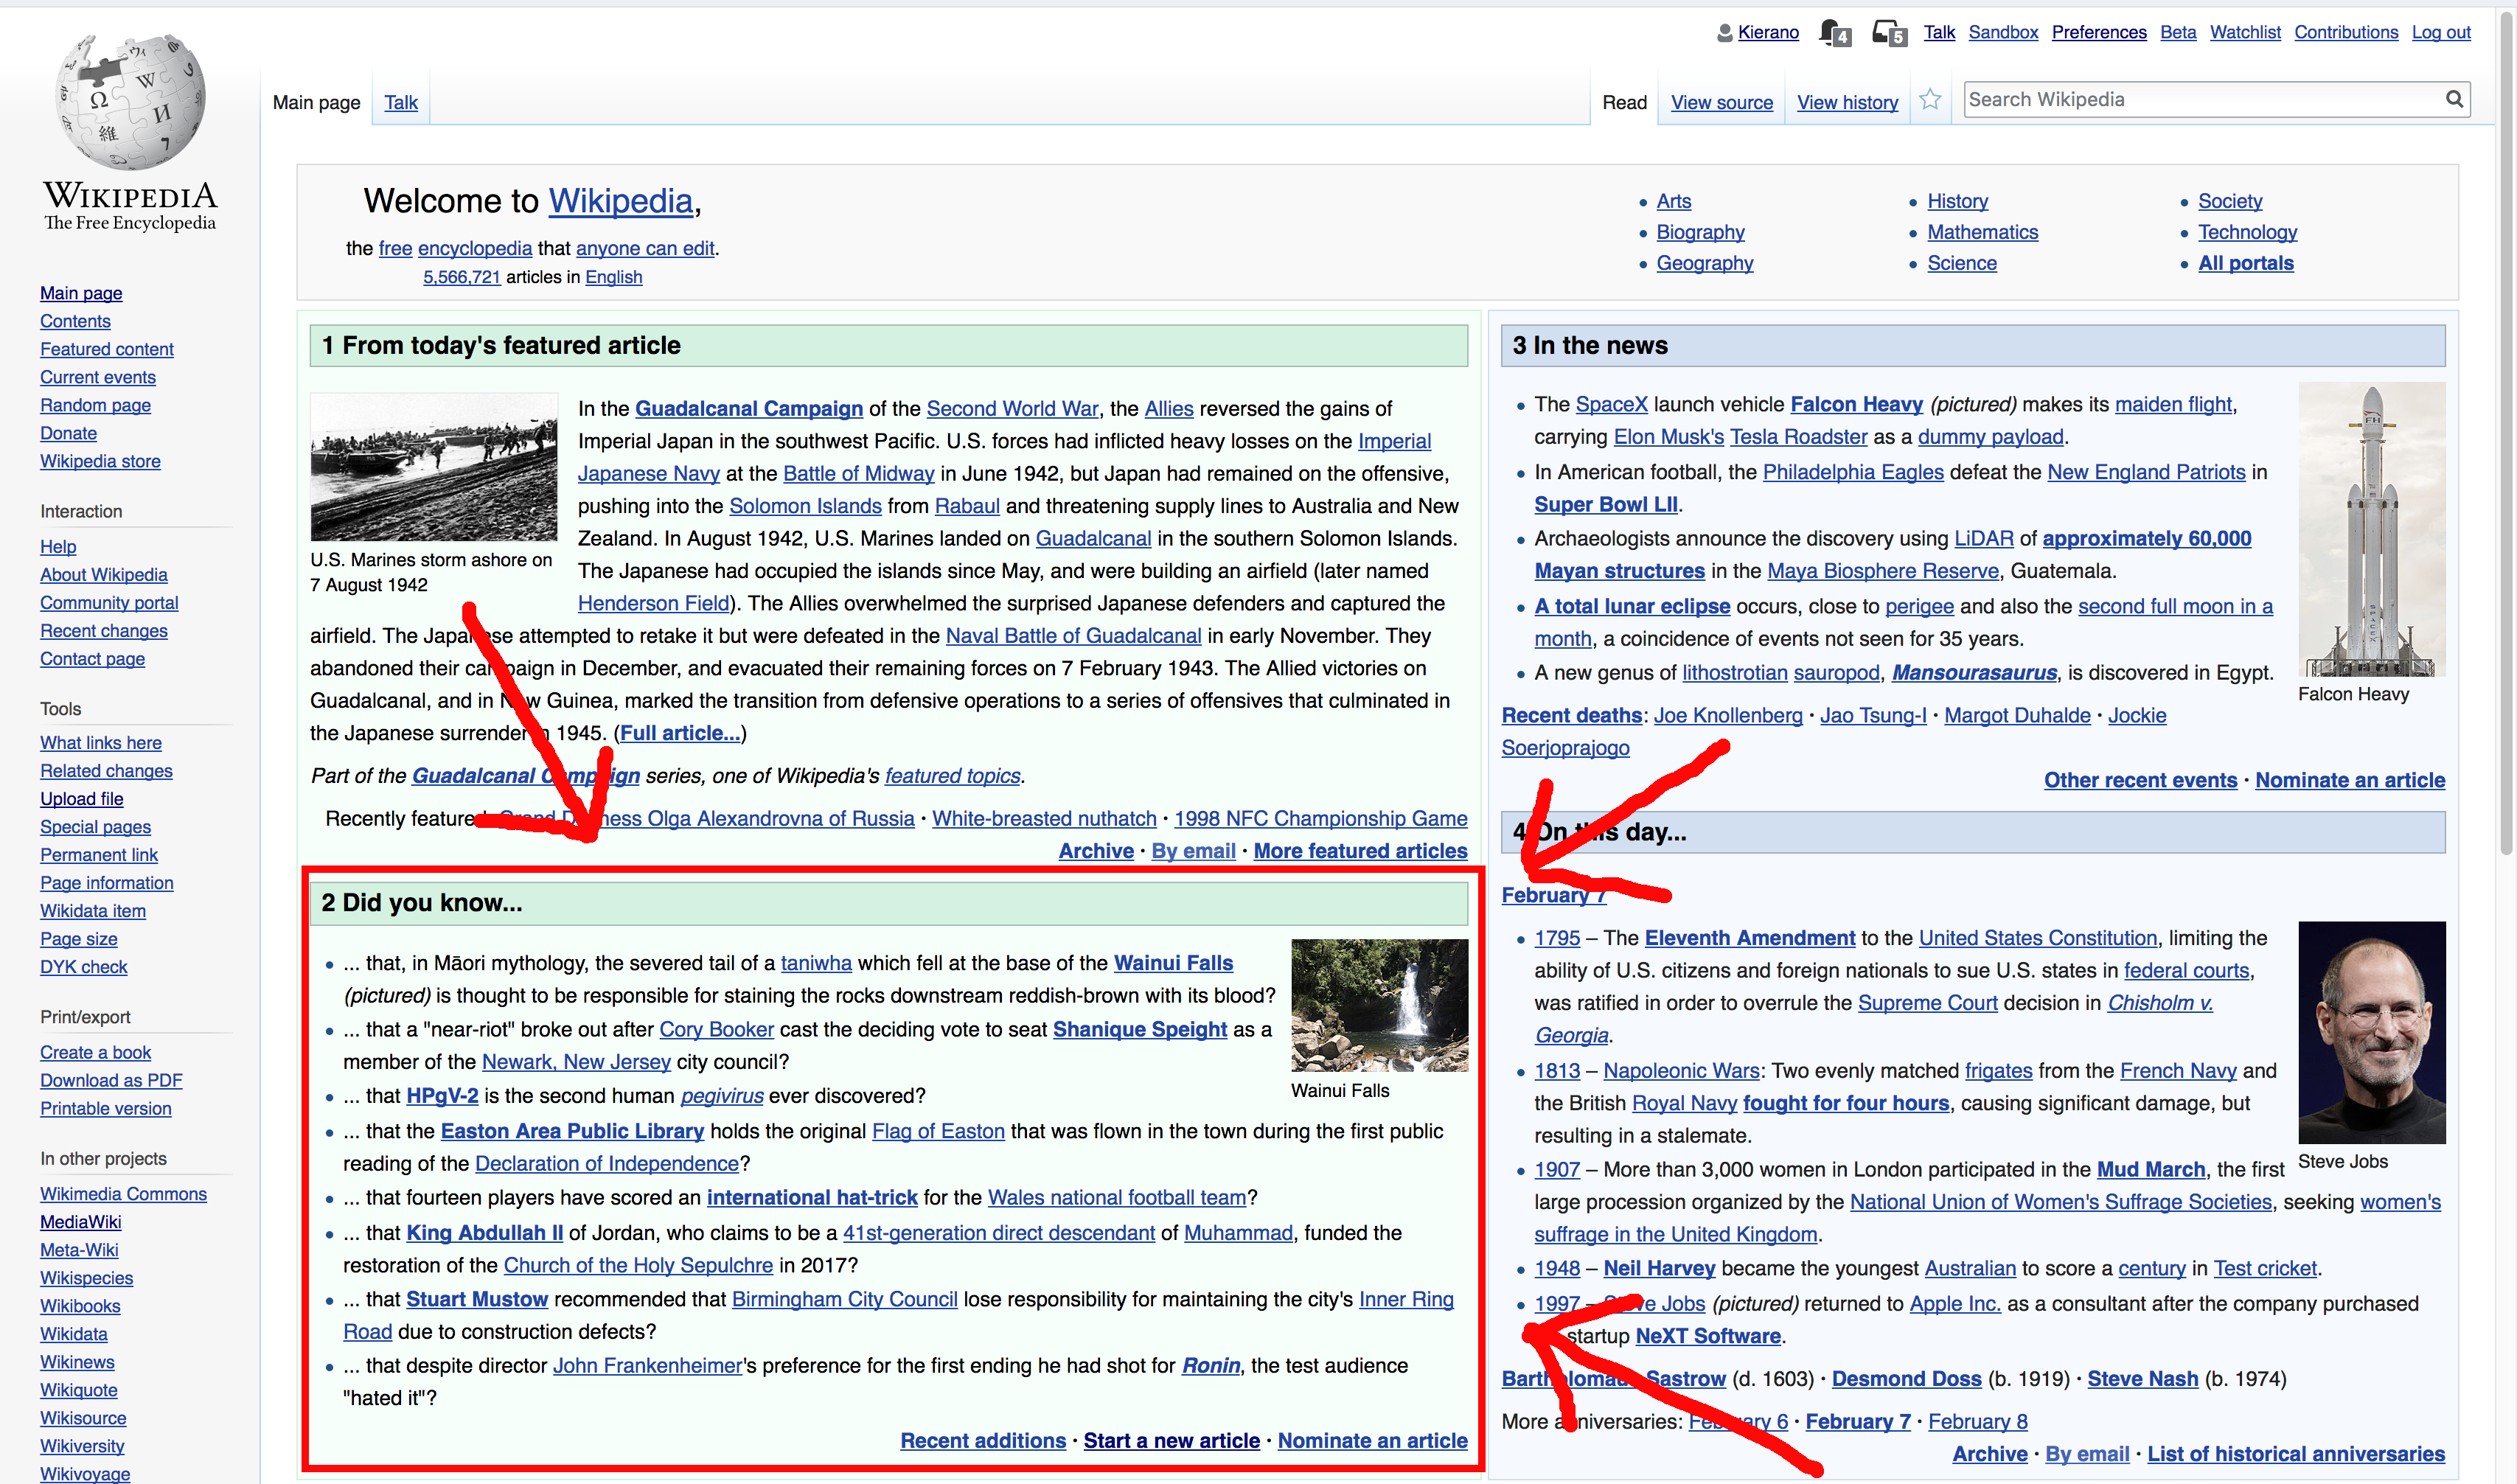 Kierano 4 5 Talk Sandbox Preferences Beta Watchlist Contributions Log out
Main page Talk Read View source View history Search Wikipedia
WIKIPEDIA
The Free Encyclopedia
Main page
Contents
Featured content
Current events
Random page
Donate
Wikipedia store
Interaction
Help
About Wikipedia
Community portal
Recent changes
Contact page
Tools
What links here
Related changes
Upload file
Special pages
Permanent link
Page information
Wikidata item
Page size
DYK check
Print/export
Create a book
Download as PDF
Printable version
In other projects
Wikimedia Commons
MediaWiki
Meta-Wiki
Wikispecies
Wikibooks
Wikidata
Wikinews
Wikiquote
Wikisource
Wikiversity
Wikivoyage
Welcome to Wikipedia,
the free encyclopedia that anyone can edit.
5,566,721 articles in English
Arts
Biography
Geography
History
Mathematics
Science
Society
Technology
All portals
1 From today's featured article
U.S. Marines storm ashore on
7 August 1942
In the Guadalcanal Campaign of the Second World War, the Allies reversed the gains of
Imperial Japan in the southwest Pacific. U.S. forces had inflicted heavy losses on the Imperial
Japanese Navy at the Battle of Midway in June 1942, but Japan had remained on the offensive,
pushing into the Solomon Islands from Rabaul and threatening supply lines to Australia and New
Zealand. In August 1942, U.S. Marines landed on Guadalcanal in the southern Solomon Islands.
The Japanese had occupied the islands since May, and were building an airfield (later named
Henderson Field). The Allies overwhelmed the surprised Japanese defenders and captured the
airfield. The Japanese attempted to retake it but were defeated in the Naval Battle of Guadalcanal in early November. They
abandoned their campaign in December, and evacuated their remaining forces on 7 February 1943. The Allied victories on
Guadalcanal, and in New Guinea, marked the transition from defensive operations to a series of offensives that culminated in
the Japanese surrender in 1945. (Full article...)
Part of the Guadalcanal Campaign series, one of Wikipedia's featured topics.
Recently featured: Grand Duchess Olga Alexandrovna of Russia · White-breasted nuthatch · 1998 NFC Championship Game
Archive · By email · More featured articles
2 Did you know...
... that, in Māori mythology, the severed tail of a taniwha which fell at the base of the Wainui Falls
(pictured) is thought to be responsible for staining the rocks downstream reddish-brown with its blood?
... that a "near-riot" broke out after Cory Booker cast the deciding vote to seat Shanique Speight as a
member of the Newark, New Jersey city council?
... that HPgV-2 is the second human pegivirus ever discovered?
Wainui Falls
... that the Easton Area Public Library holds the original Flag of Easton that was flown in the town during the first public
reading of the Declaration of Independence?
... that fourteen players have scored an international hat-trick for the Wales national football team?
... that King Abdullah II of Jordan, who claims to be a 41st-generation direct descendant of Muhammad, funded the
restoration of the Church of the Holy Sepulchre in 2017?
... that Stuart Mustow recommended that Birmingham City Council lose responsibility for maintaining the city's Inner Ring
Road due to construction defects?
... that despite director John Frankenheimer's preference for the first ending he had shot for Ronin, the test audience
"hated it"?
Recent additions · Start a new article · Nominate an article
3 In the news
The SpaceX launch vehicle Falcon Heavy (pictured) makes its maiden flight,
carrying Elon Musk's Tesla Roadster as a dummy payload.
In American football, the Philadelphia Eagles defeat the New England Patriots in
Super Bowl LII.
Archaeologists announce the discovery using LiDAR of approximately 60,000
Mayan structures in the Maya Biosphere Reserve, Guatemala.
A total lunar eclipse occurs, close to perigee and also the second full moon in a
month, a coincidence of events not seen for 35 years.
A new genus of lithostrotian sauropod, Mansourasaurus, is discovered in Egypt.
FH
SPACEX
Falcon Heavy
Recent deaths: Joe Knollenberg · Jao Tsung-I · Margot Duhalde · Jockie
Soerjoprajogo
Other recent events · Nominate an article
4 On this day...
February 7
1795 – The Eleventh Amendment to the United States Constitution, limiting the
ability of U.S. citizens and foreign nationals to sue U.S. states in federal courts,
was ratified in order to overrule the Supreme Court decision in Chisholm v.
Georgia.
1813 – Napoleonic Wars: Two evenly matched frigates from the French Navy and
the British Royal Navy fought for four hours, causing significant damage, but
resulting in a stalemate.
1907 – More than 3,000 women in London participated in the Mud March, the first
large procession organized by the National Union of Women's Suffrage Societies, seeking women's
suffrage in the United Kingdom.
Steve Jobs
1948 – Neil Harvey became the youngest Australian to score a century in Test cricket.
1997 – Steve Jobs (pictured) returned to Apple Inc. as a consultant after the company purchased
startup NeXT Software.
Bartholomaeus Sastrow (d. 1603) · Desmond Doss (b. 1919) · Steve Nash (b. 1974)
More anniversaries: February 6 · February 7 · February 8
Archive · By email · List of historical anniversaries